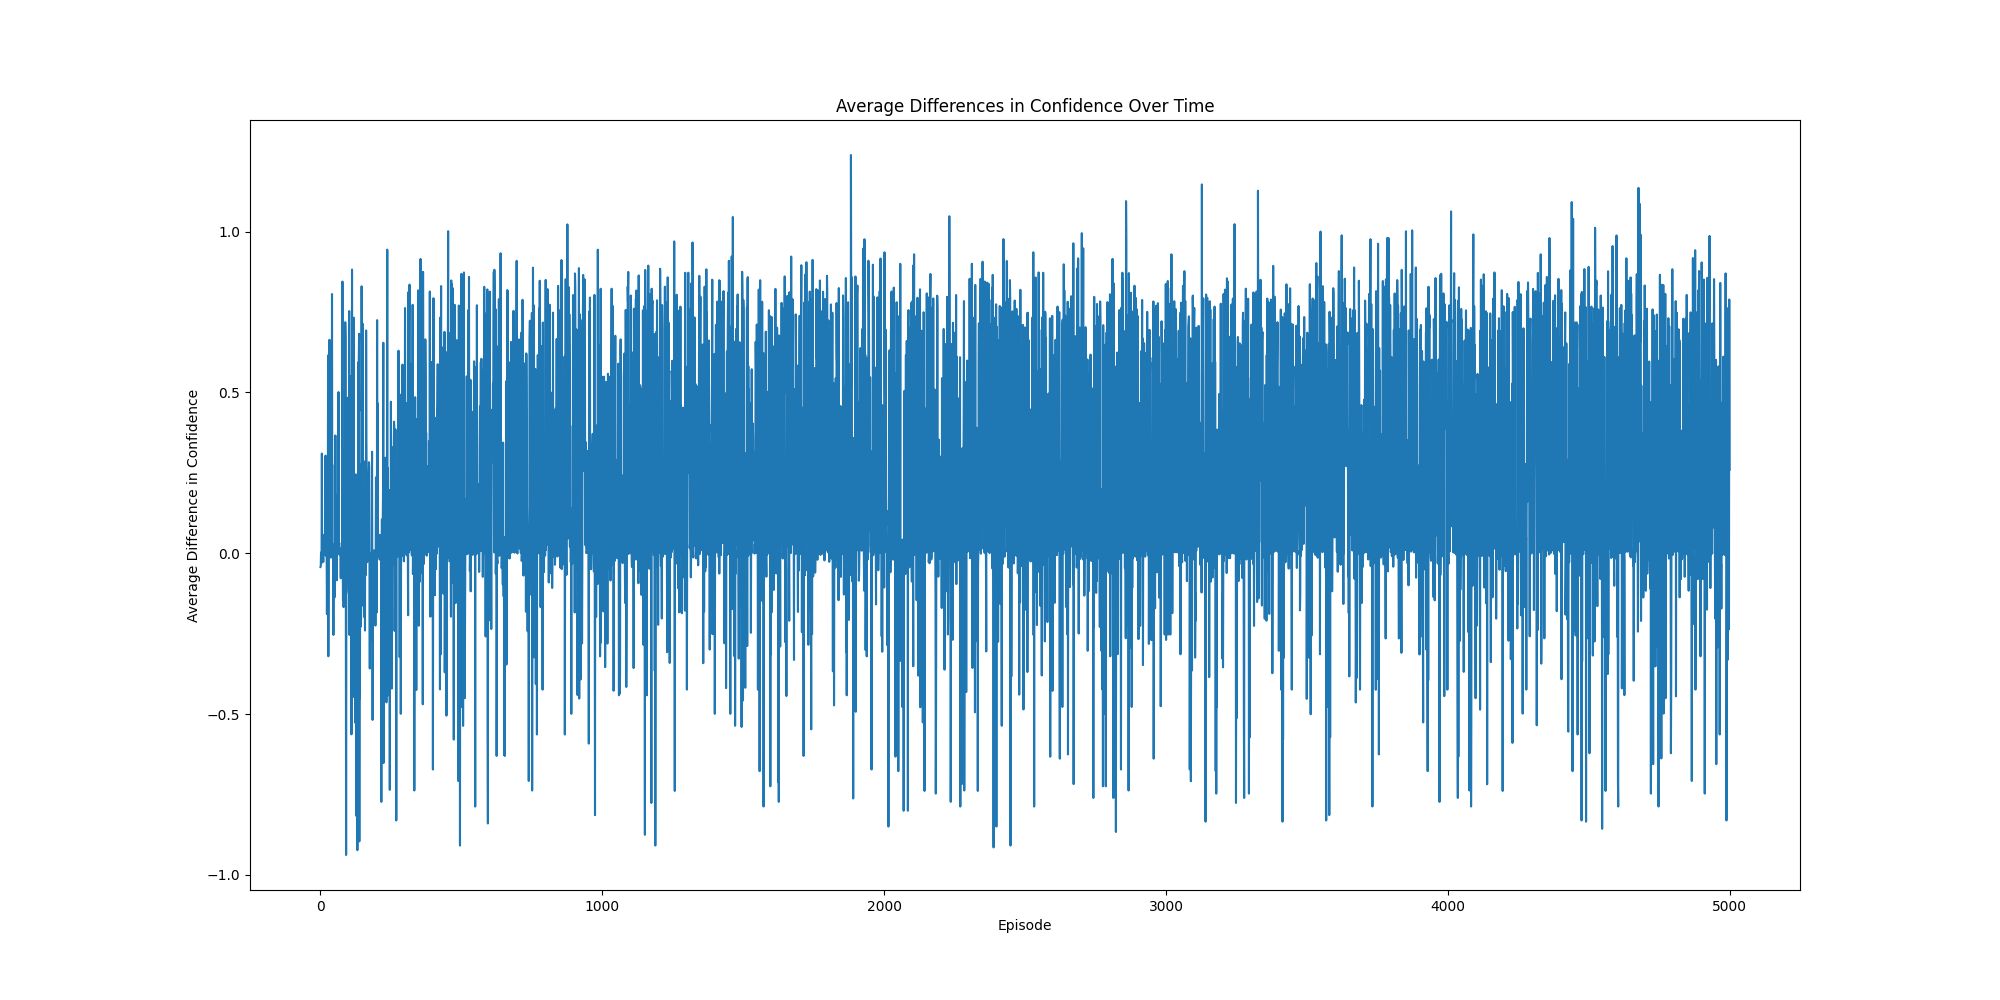 Average Differences in Confidence Over Time
Average Difference in Confidence
1.0
0.5
0.0
−0.5
−1.0
0 1000 2000 3000 4000 5000
Episode